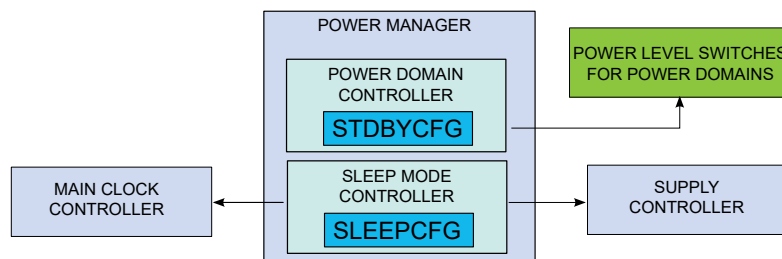 POWER MANAGER
POWER DOMAIN
CONTROLLER
STDBYCFG
POWER LEVEL SWITCHES
FOR POWER DOMAINS
SLEEP MODE
CONTROLLER
SLEEPCFG
MAIN CLOCK
CONTROLLER
SUPPLY
CONTROLLER